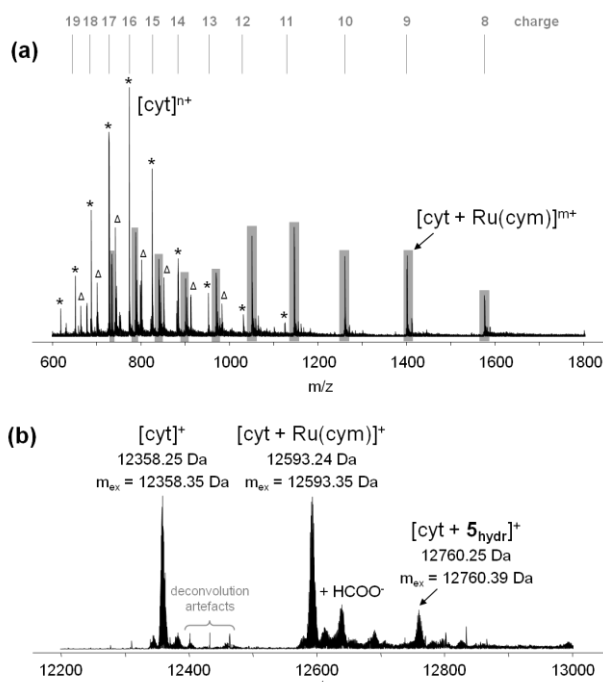 19 18 17 16 15 14 13 12 11 10 9 8 charge
(a)
[cyt]ⁿ⁺
[cyt + Ru(cym)]ᵐ⁺
* * * * * * * * * * *
Δ Δ Δ Δ Δ Δ Δ
600 800 1000 1200 1400 1600 1800
m/z
(b)
[cyt]⁺
12358.25 Da
mₑₓ = 12358.35 Da
[cyt + Ru(cym)]⁺
12593.24 Da
mₑₓ = 12593.35 Da
[cyt + 5hydr]⁺
12760.25 Da
mₑₓ = 12760.39 Da
deconvolution
artefacts
+ HCOO⁻
12200 12400 12600 12800 13000